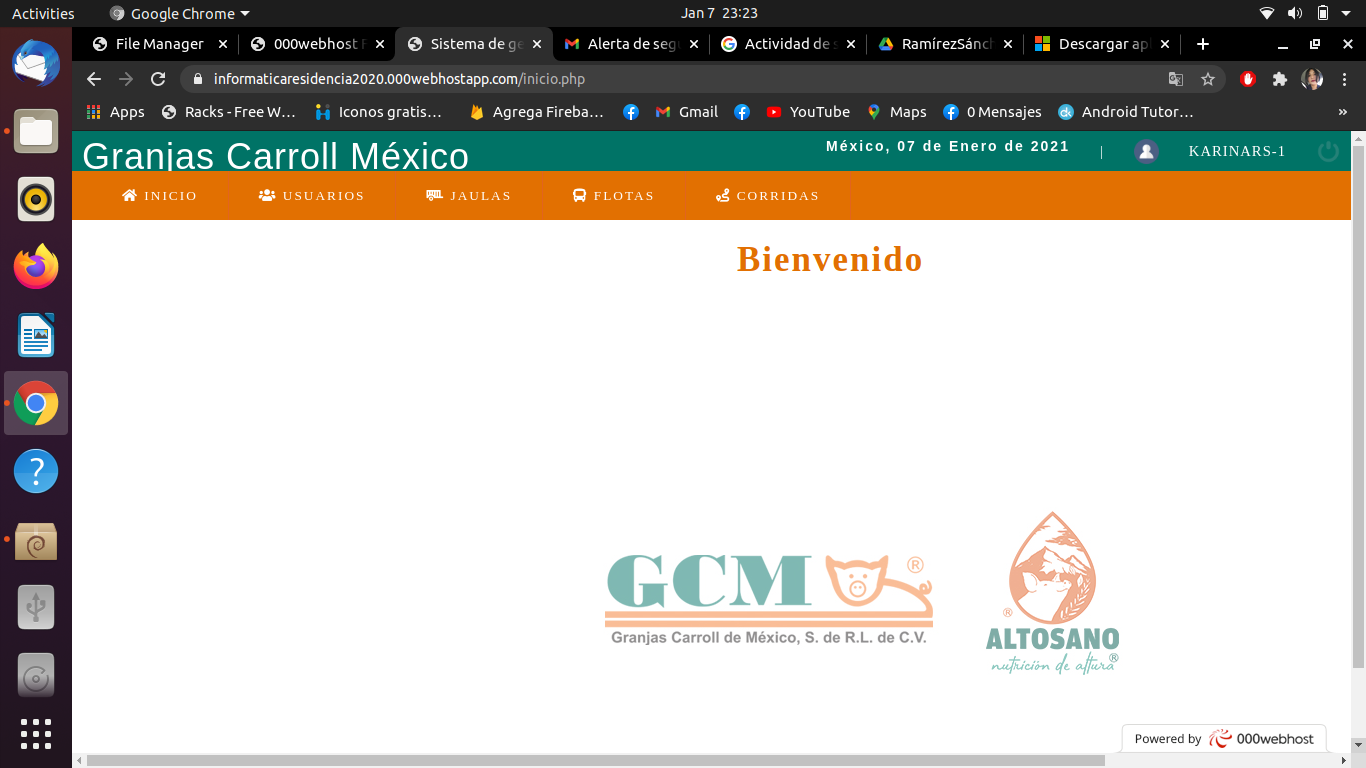 Activities
Google Chrome
Jan 7 23:23
File Manager
000webhost F
Sistema de ge
Alerta de segu
Actividad de s
RamírezSánch
Descargar apl
informaticaresidencia2020.000webhostapp.com/inicio.php
Apps
Racks - Free W…
Iconos gratis…
Agrega Fireba…
Gmail
YouTube
Maps
0 Mensajes
Android Tutor…
»
Granjas Carroll México
México, 07 de Enero de 2021
|
KARINARS-1
INICIO
USUARIOS
JAULAS
FLOTAS
CORRIDAS
Bienvenido
GCM ®
Granjas Carroll de México, S. de R.L. de C.V.
®
ALTOSANO
nutrición de altura ®
Powered by 000webhost